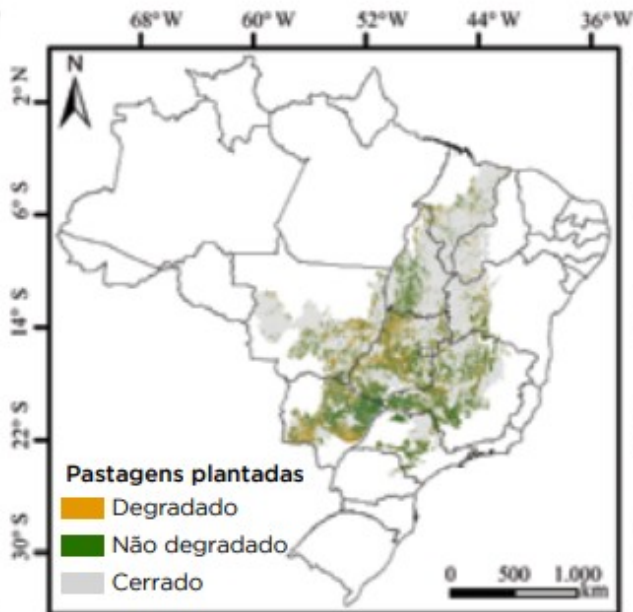 68° W 60° W 52° W 44° W 36° W
N
2° N
6° S
14° S
22° S
30° S
Pastagens plantadas
Degradado
Não degradado
Cerrado
0 500 1.000
km